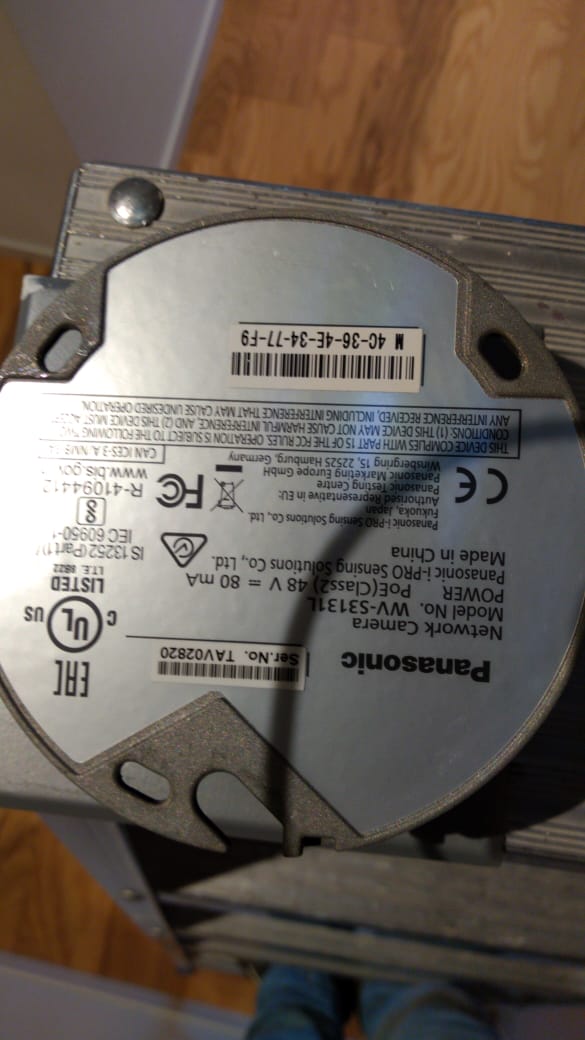 Panasonic
Ser.No. TAV02820
EAC
Network Camera
Model No. WV-S3131L
POWER PoE(Class2) 48 V ⎓ 80 mA
Panasonic i-PRO Sensing Solutions Co., Ltd.
Made in China
C UL US
LISTED
I.T.E. 8822
IS 13252 (Part1)/
IEC 60950-1
R-41094412
www.bis.gov.
CE
Panasonic i-PRO Sensing Solutions Co., Ltd.
Fukuoka, Japan
Authorised Representative in EU:
Panasonic Testing Centre
Panasonic Marketing Europe GmbH
Winsbergring 15, 22525 Hamburg, Germany
FC
CAN ICES-3 A
THIS DEVICE COMPLIES WITH PART 15 OF THE FCC RULES. OPERATION IS SUBJECT TO THE FOLLOWING TWO
CONDITIONS: (1) THIS DEVICE MAY NOT CAUSE HARMFUL INTERFERENCE, AND (2) THIS DEVICE MUST ACCEPT
ANY INTERFERENCE RECEIVED, INCLUDING INTERFERENCE THAT MAY CAUSE UNDESIRED OPERATION.
M 4C-36-4E-34-77-F9